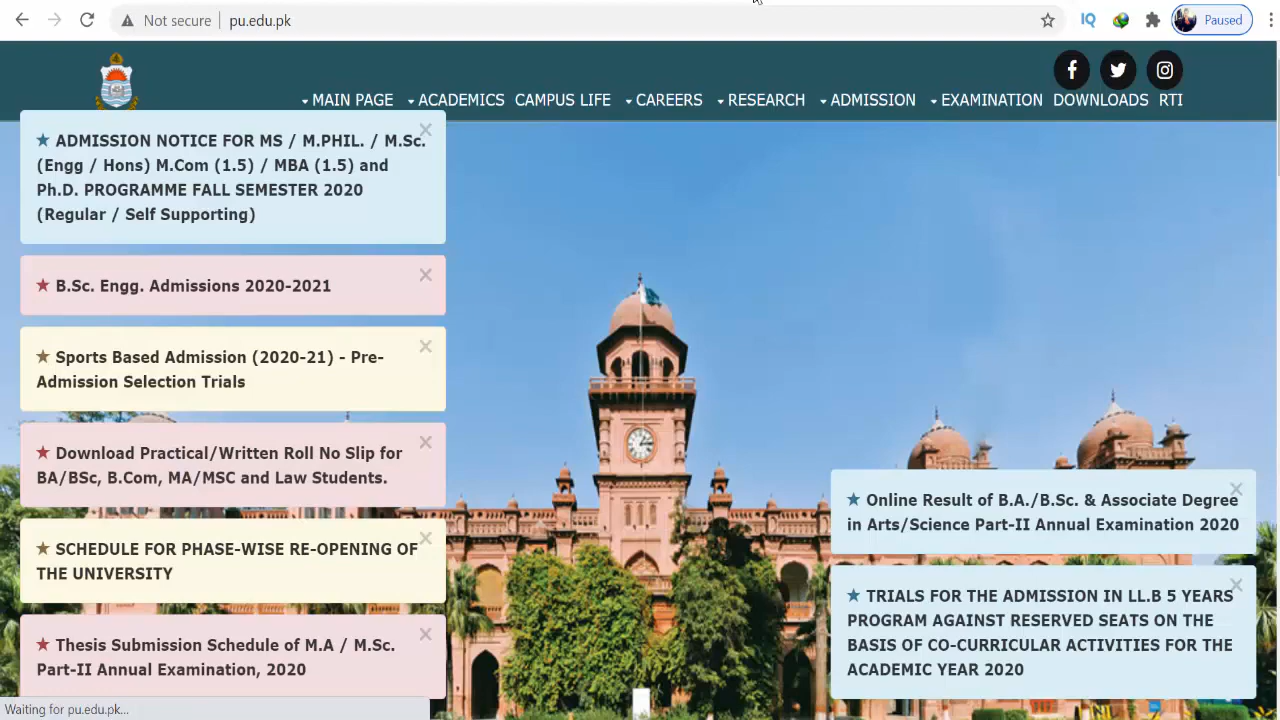 Not secure
pu.edu.pk
IQ
Paused
MAIN PAGE
ACADEMICS
CAMPUS LIFE
CAREERS
RESEARCH
ADMISSION
EXAMINATION
DOWNLOADS
RTI
★ ADMISSION NOTICE FOR MS / M.PHIL. / M.Sc.
(Engg / Hons) M.Com (1.5) / MBA (1.5) and
Ph.D. PROGRAMME FALL SEMESTER 2020
(Regular / Self Supporting)
★ B.Sc. Engg. Admissions 2020-2021
★ Sports Based Admission (2020-21) - Pre-
Admission Selection Trials
★ Download Practical/Written Roll No Slip for
BA/BSc, B.Com, MA/MSC and Law Students.
★ SCHEDULE FOR PHASE-WISE RE-OPENING OF
THE UNIVERSITY
★ Thesis Submission Schedule of M.A / M.Sc.
Part-II Annual Examination, 2020
★ Online Result of B.A./B.Sc. & Associate Degree
in Arts/Science Part-II Annual Examination 2020
★ TRIALS FOR THE ADMISSION IN LL.B 5 YEARS
PROGRAM AGAINST RESERVED SEATS ON THE
BASIS OF CO-CURRICULAR ACTIVITIES FOR THE
ACADEMIC YEAR 2020
Waiting for pu.edu.pk...